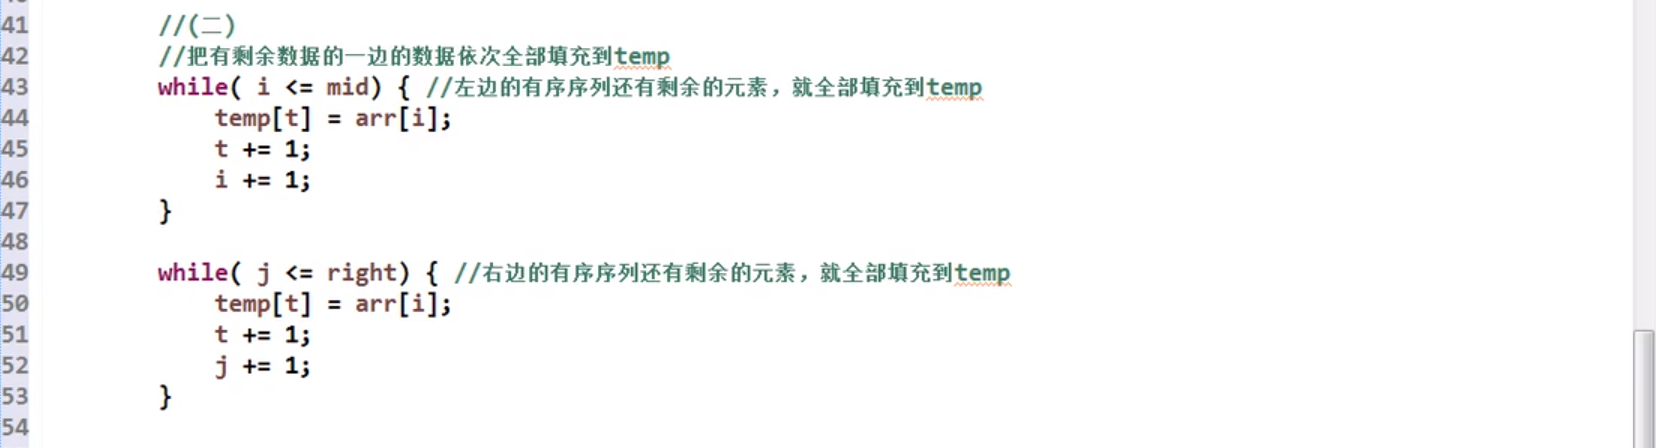 41 //(二)
42 //把有剩余数据的一边的数据依次全部填充到temp
43 while( i <= mid) { //左边的有序序列还有剩余的元素，就全部填充到temp
44 temp[t] = arr[i];
45 t += 1;
46 i += 1;
47 }
48
49 while( j <= right) { //右边的有序序列还有剩余的元素，就全部填充到temp
50 temp[t] = arr[i];
51 t += 1;
52 j += 1;
53 }
54